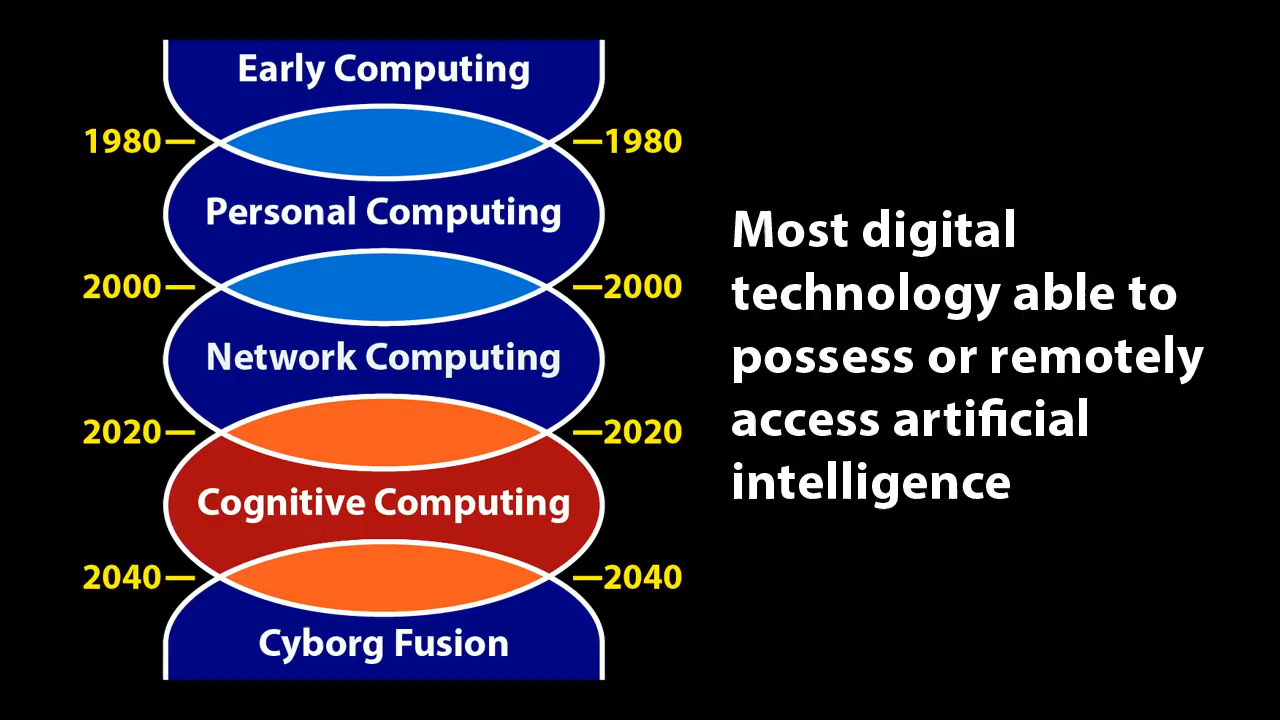 Early Computing
1980 1980
Personal Computing
2000 2000
Network Computing
2020 2020
Cognitive Computing
2040 2040
Cyborg Fusion
Most digital
technology able to
possess or remotely
access artificial
intelligence